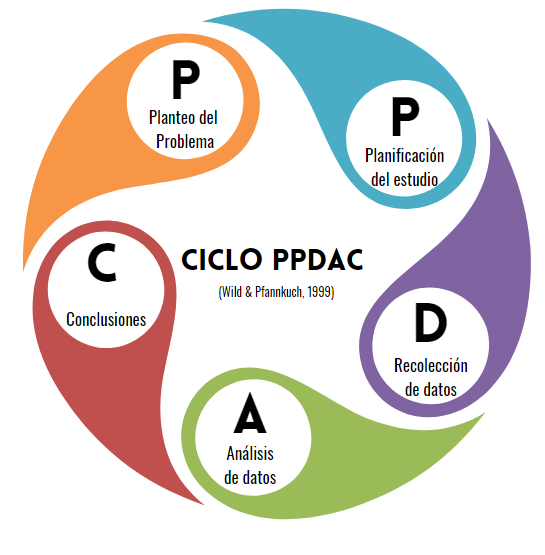 P
Planteo del
Problema
P
Planificación
del estudio
D
Recolección
de datos
A
Análisis
de datos
C
Conclusiones
CICLO PPDAC
(Wild & Pfannkuch, 1999)